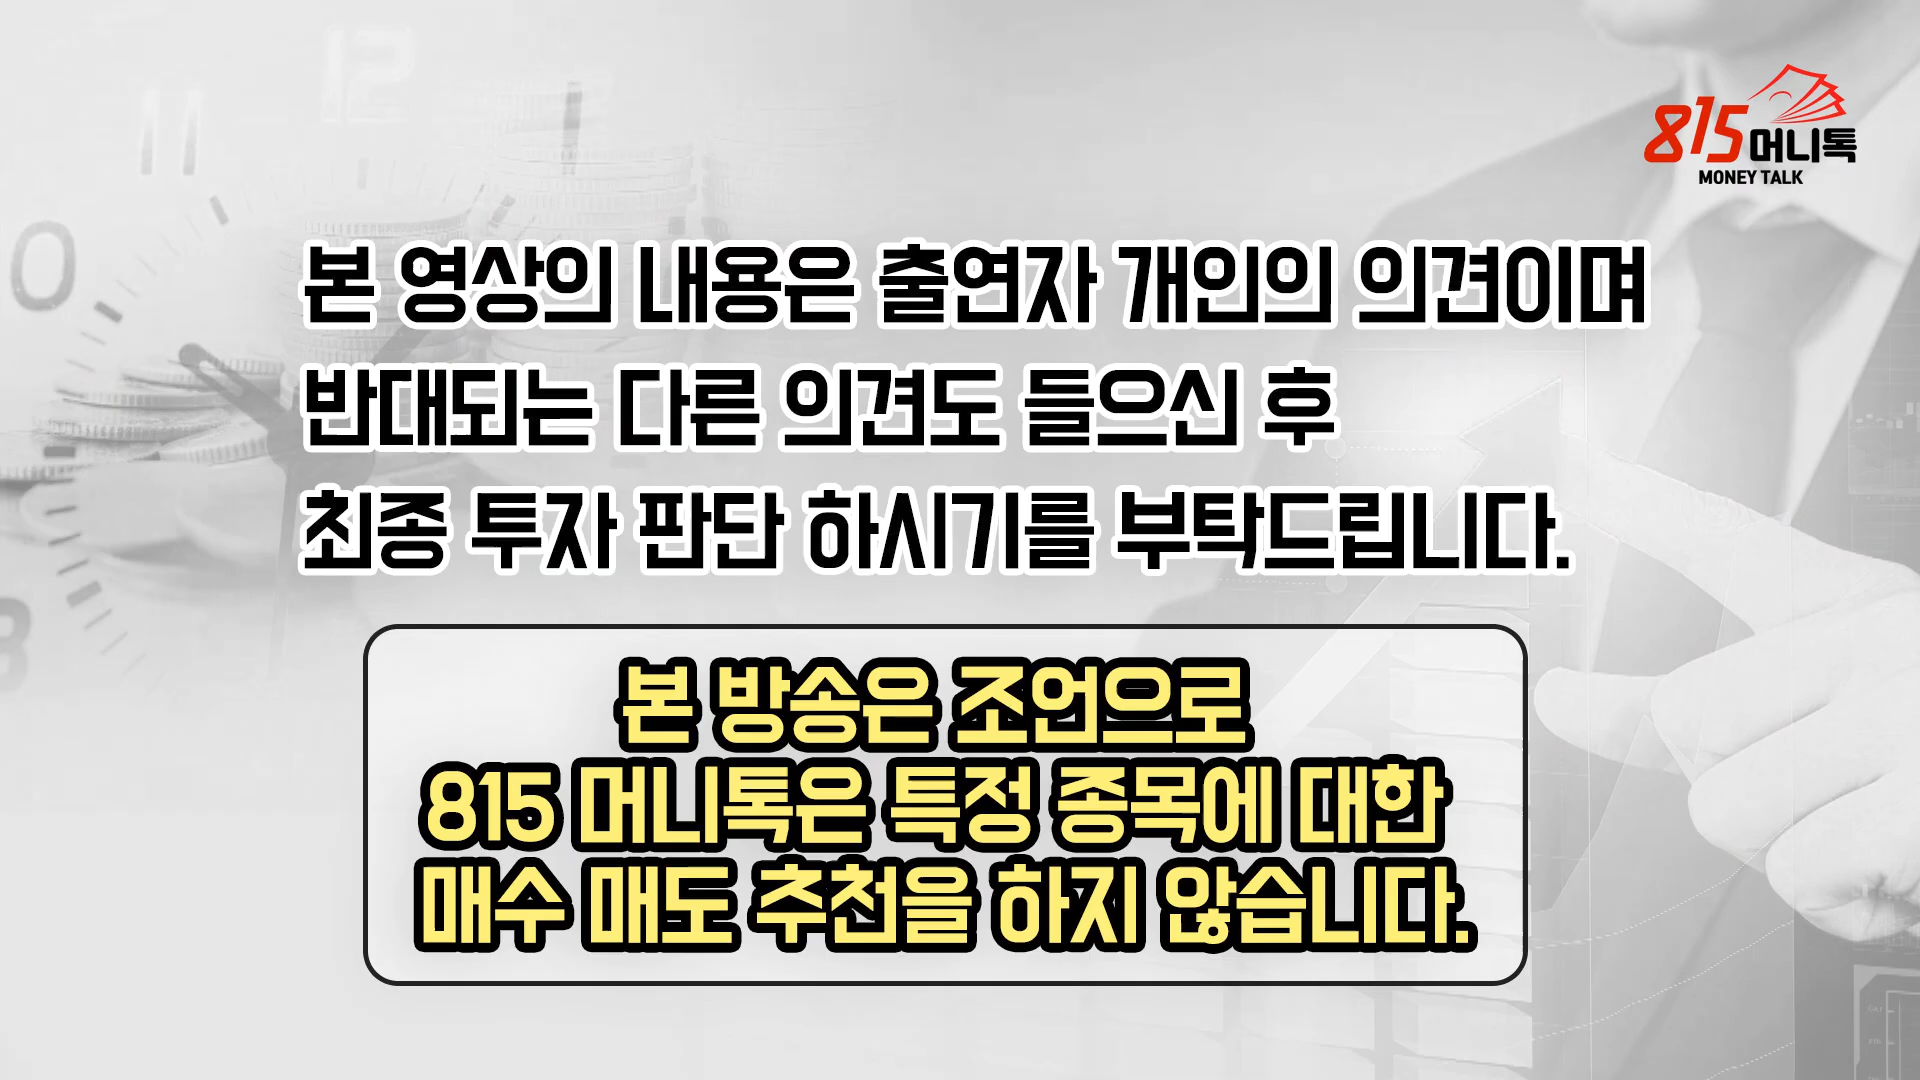 815머니톡
MONEY TALK
본 영상의 내용은 출연자 개인의 의견이며
반대되는 다른 의견도 들으신 후
최종 투자 판단 하시기를 부탁드립니다.
본 방송은 조언으로
815 머니톡은 특정 종목에 대한
매수 매도 추천을 하지 않습니다.
12
11
10
8